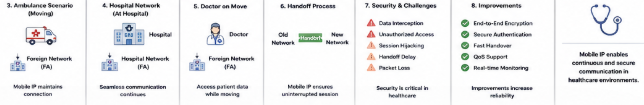 3. Ambulance Scenario
(Moving)
Foreign Network
(FA)
Mobile IP maintains
connection
4. Hospital Network
(At Hospital)
Hospital
Hospital Network
(FA)
Seamless communication
continues
5. Doctor on Move
Doctor
Foreign Network
(FA)
Access patient data
while moving
6. Handoff Process
Old
Network
Handoff
New
Network
Mobile IP ensures
uninterrupted session
7. Security & Challenges
Data Interception
Unauthorized Access
Session Hijacking
Handoff Delay
Packet Loss
Security is critical in
healthcare
8. Improvements
End-to-End Encryption
Secure Authentication
Fast Handover
QoS Support
Real-time Monitoring
Improvements increase
reliability
Mobile IP enables
continuous and secure
communication in
healthcare environments.